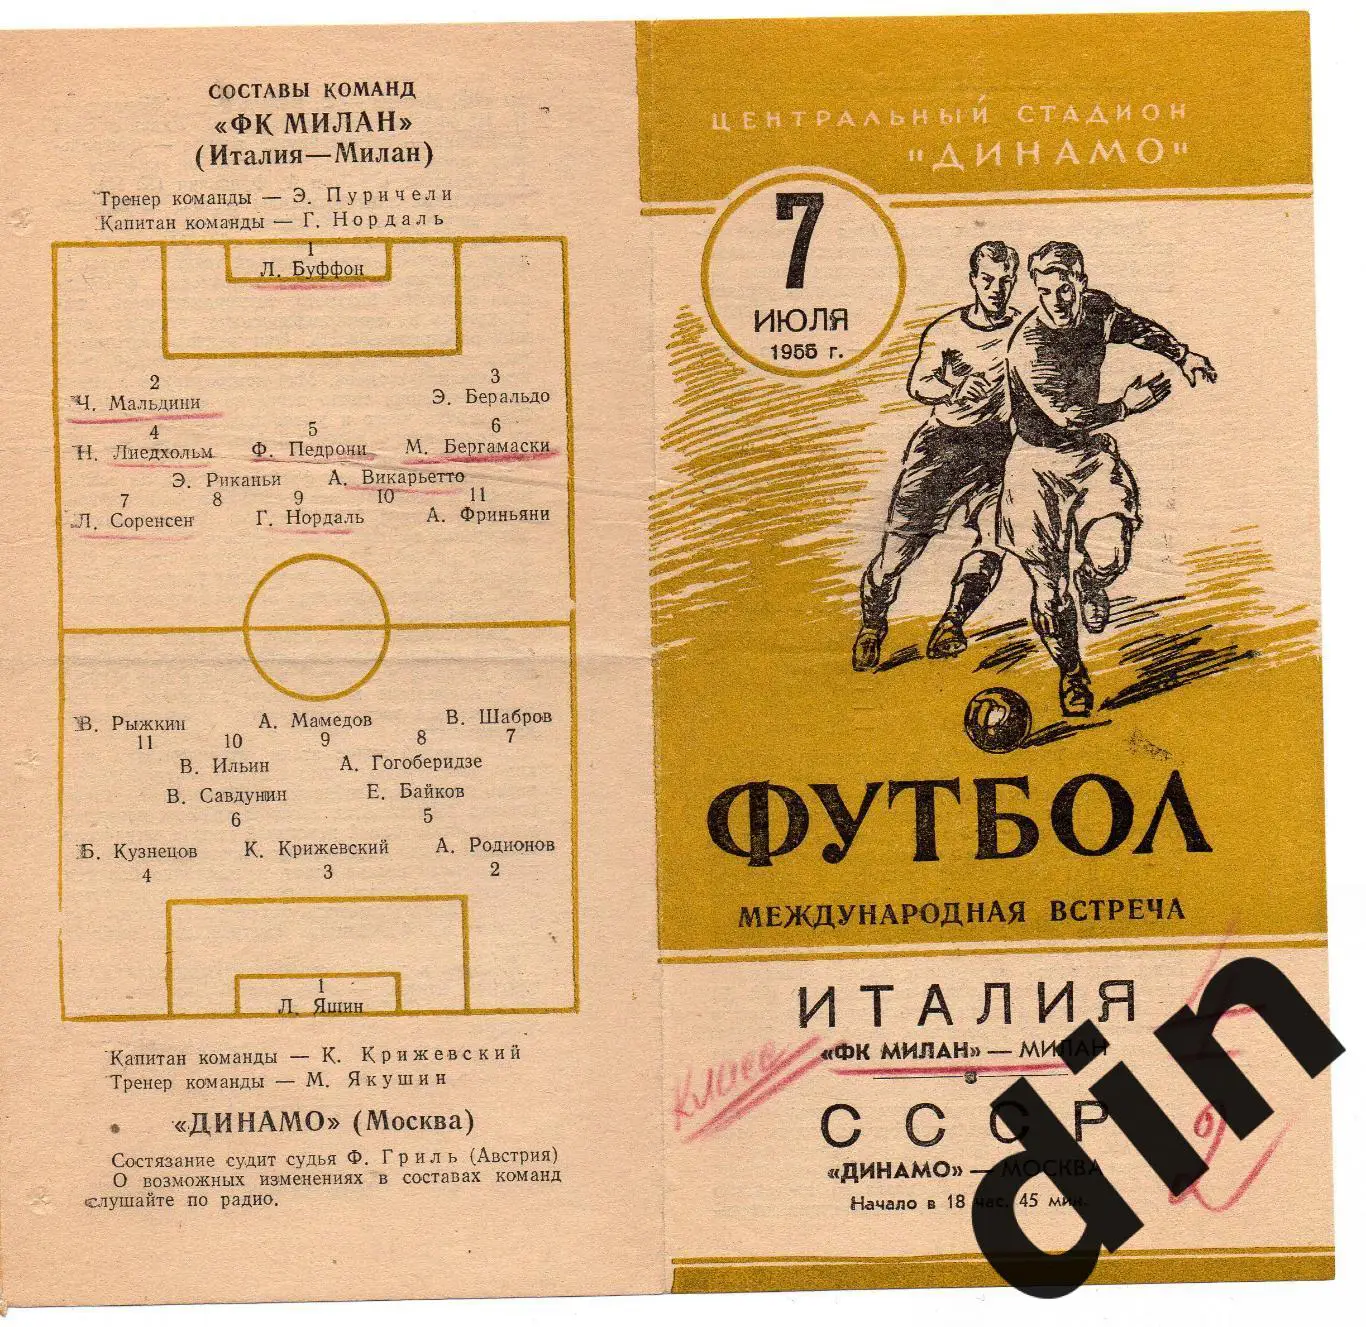 СОСТАВЫ КОМАНД
«ФК МИЛАН»
(Италия—Милан)
Тренер команды — Э. Пуричели
Капитан команды — Г. Нордаль
1
Л. Буффон
2 3
Ч. Мальдини Э. Беральдо
4 5 6
Н. Лиедхольм Ф. Педрони М. Бергамаски
Э. Риканьи А. Викарьетто
7 8 9 10 11
Л. Соренсен Г. Нордаль А. Фриньяни
В. Рыжкин А. Мамедов В. Шабров
11 10 9 8 7
В. Ильин А. Гогоберидзе
В. Савдунин Е. Байков
6 5
Б. Кузнецов К. Крижевский А. Родионов
4 3 2
1
Л. Яшин
Капитан команды — К. Крижевский
Тренер команды — М. Якушин
«ДИНАМО» (Москва)
Состязание судит судья Ф. Гриль (Австрия)
О возможных изменениях в составах команд
слушайте по радио.
ЦЕНТРАЛЬНЫЙ СТАДИОН
"ДИНАМО"
7
ИЮЛЯ
1955 г.
ФУТБОЛ
МЕЖДУНАРОДНАЯ ВСТРЕЧА
ИТАЛИЯ
«ФК МИЛАН» — МИЛАН
СССР
«ДИНАМО» — МОСКВА
Начало в 18 час. 45 мин.
din